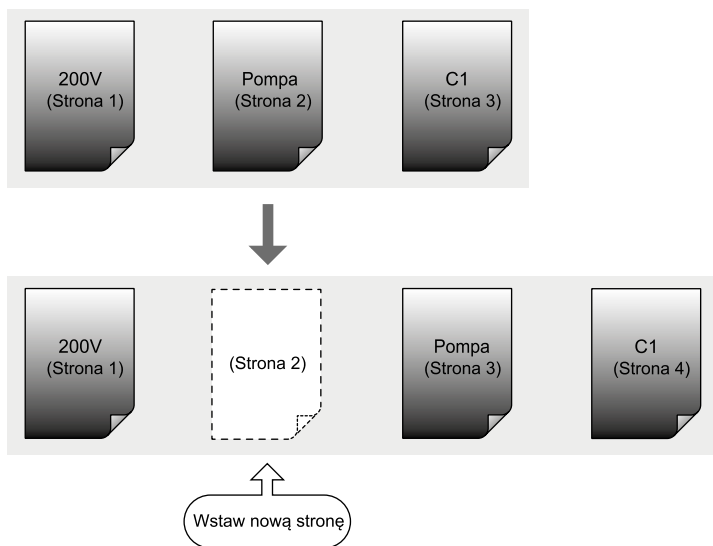 200V
(Strona 1)
Pompa
(Strona 2)
C1
(Strona 3)
200V
(Strona 1)
(Strona 2)
Pompa
(Strona 3)
C1
(Strona 4)
Wstaw nową stronę